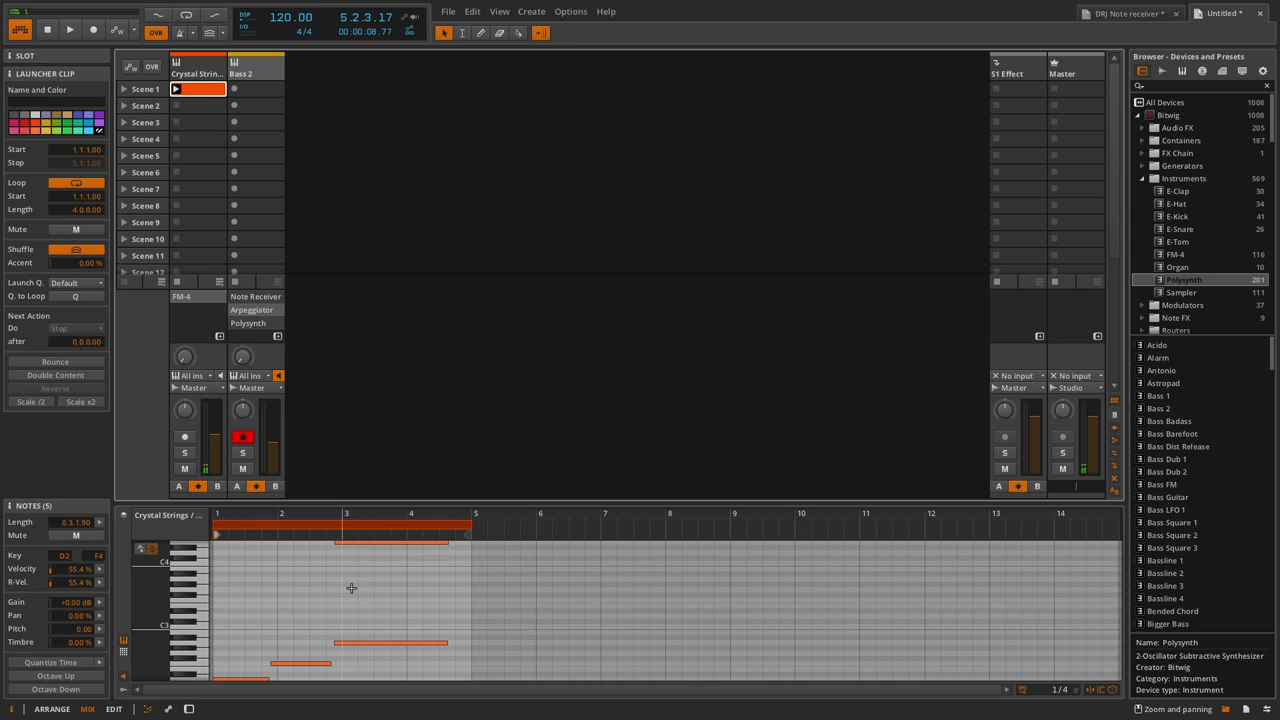 DSP
I/O
120.00
4/4
5.2.3.17
00:00:08.77
OVR
File Edit View Create Options Help
DRJ Note receiver *
Untitled *
SLOT
LAUNCHER CLIP
Name and Color
Start 1.1.1.00
Stop 5.1.1.00
Loop
Start 1.1.1.00
Length 4.0.0.00
Mute M
Shuffle
Accent 0.00 %
Launch Q. Default
Q. to Loop Q
Next Action
Do Stop
after 0.0.0.00
Bounce
Double Content
Reverse
Scale /2 Scale x2
OVR
Crystal Strin... Bass 2 S1 Effect Master
Scene 1
Scene 2
Scene 3
Scene 4
Scene 5
Scene 6
Scene 7
Scene 8
Scene 9
Scene 10
Scene 11
Scene 12
FM-4 Note Receiver
Arpeggiator
Polysynth
All ins All ins No input No input
Master Master Master Studio
S S S S
M M M M
A B A B A B
NOTES (5)
Length 0.3.1.90
Mute M
Key D2 F4
Velocity 55.4 %
R-Vel. 55.4 %
Gain +0.00 dB
Pan 0.00 %
Pitch 0.00
Timbre 0.00 %
Quantize Time
Octave Up
Octave Down
Crystal Strings / ...
1 2 3 4 5 6 7 8 9 10 11 12 13 14
C4
C3
1/4
ARRANGE MIX EDIT
Browser - Devices and Presets
All Devices 1008
Bitwig 1008
Audio FX 205
Containers 187
FX Chain 1
Generators
Instruments 569
E-Clap 30
E-Hat 34
E-Kick 41
E-Snare 26
E-Tom
FM-4 116
Organ 10
Polysynth 201
Sampler 111
Modulators 37
Note FX 9
Routers
Acido
Alarm
Antonio
Astropad
Bass 1
Bass 2
Bass Badass
Bass Barefoot
Bass Dist Release
Bass Dub 1
Bass Dub 2
Bass FM
Bass Guitar
Bass LFO 1
Bass Square 1
Bass Square 2
Bass Square 3
Bassline 1
Bassline 2
Bassline 3
Bassline 4
Bended Chord
Bigger Bass
Name: Polysynth
2-Oscillator Subtractive Synthesizer
Creator: Bitwig
Category: Instruments
Device type: Instrument
Zoom and panning